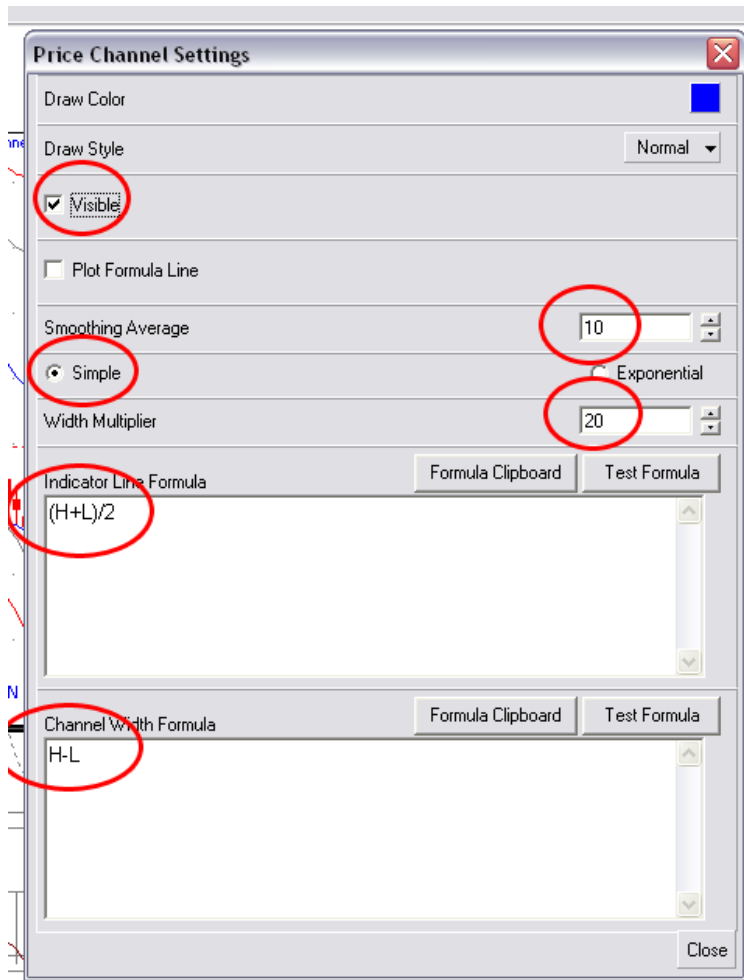 Price Channel Settings
Draw Color
Draw Style
Normal
Visible
Plot Formula Line
Smoothing Average
10
Simple
Exponential
Width Multiplier
20
Indicator Line Formula
Formula Clipboard
Test Formula
(H+L)/2
N
Channel Width Formula
Formula Clipboard
Test Formula
H-L
Close